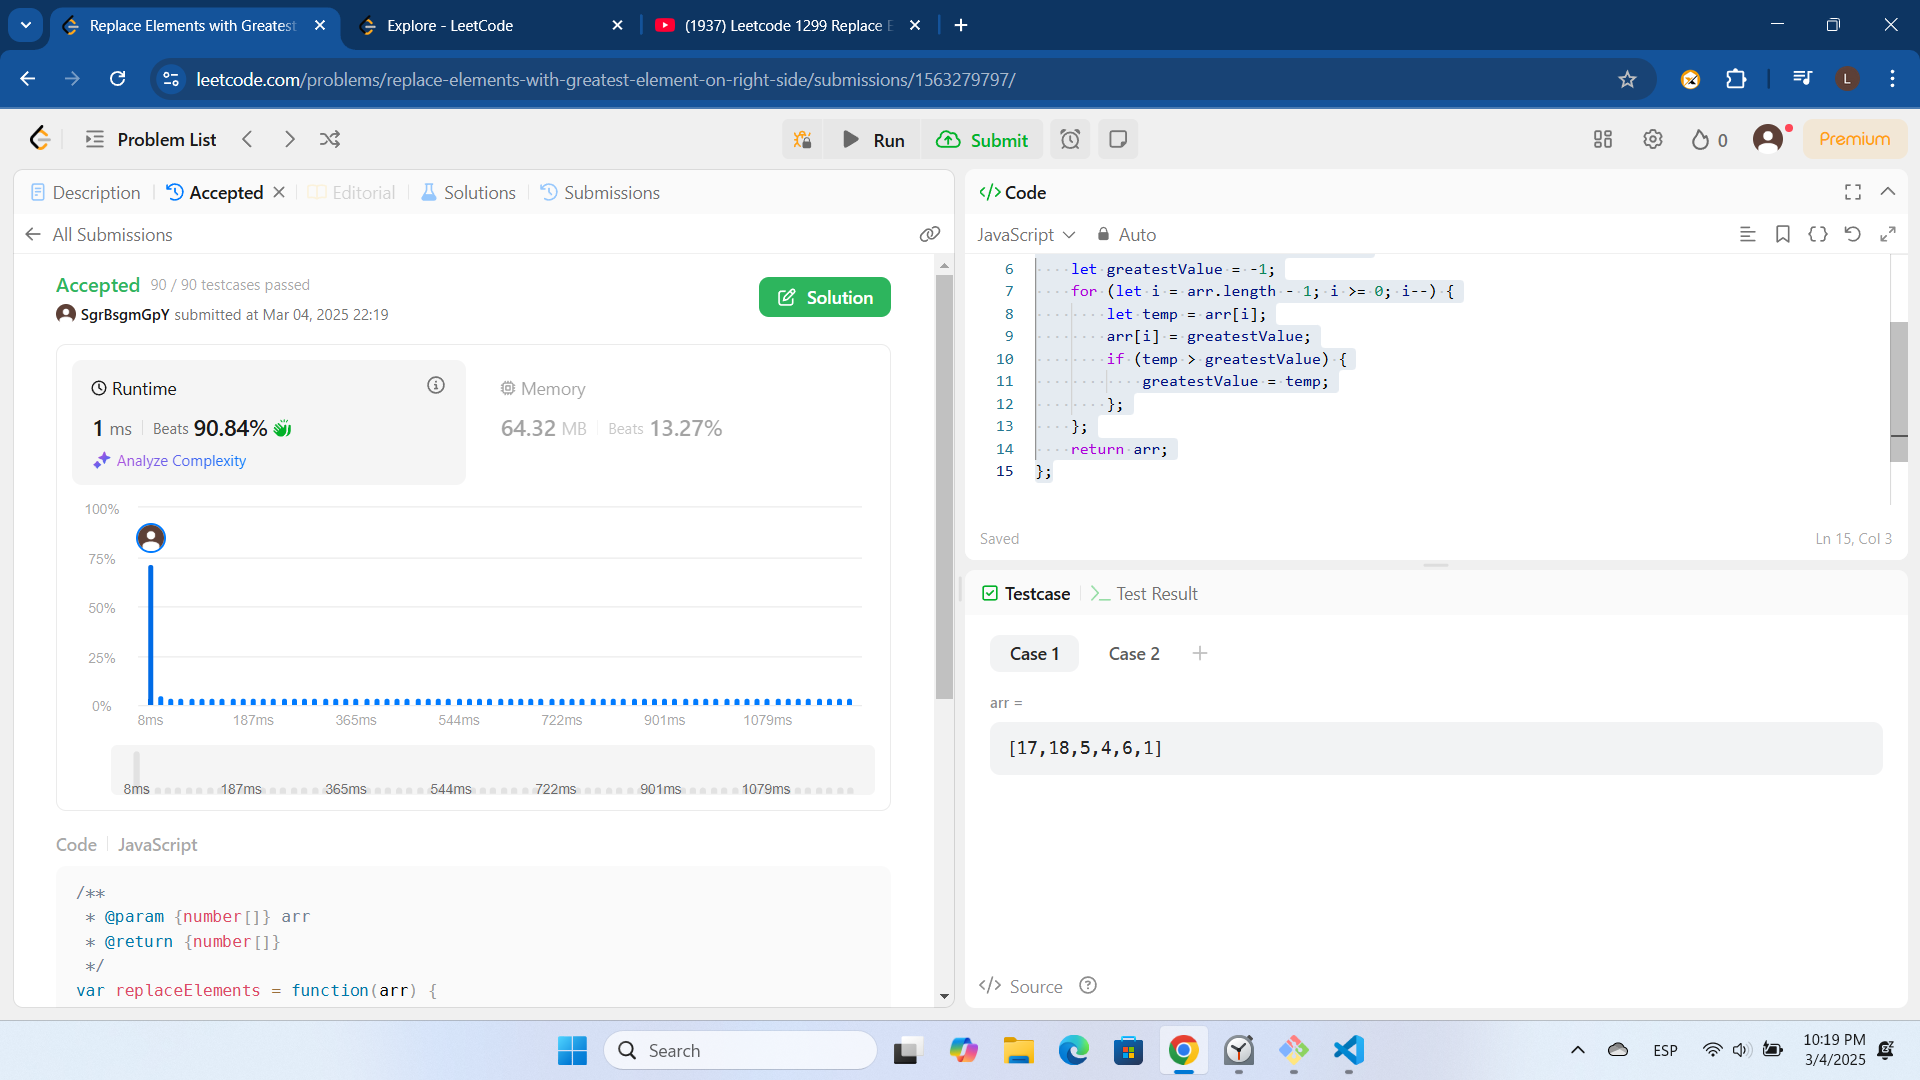 Replace Elements with Greatest
Explore - LeetCode
(1937) Leetcode 1299 Replace E
leetcode.com/problems/replace-elements-with-greatest-element-on-right-side/submissions/1563279797/
L
Problem List
Run
Submit
0
Premium
Description
Accepted
Editorial
Solutions
Submissions
All Submissions
Accepted 90 / 90 testcases passed
SgrBsgmGpY submitted at Mar 04, 2025 22:19
Solution
Runtime
1 ms Beats 90.84%
Analyze Complexity
Memory
64.32 MB Beats 13.27%
100%
75%
50%
25%
0%
8ms 187ms 365ms 544ms 722ms 901ms 1079ms
8ms 187ms 365ms 544ms 722ms 901ms 1079ms
Code JavaScript
/**
* @param {number[]} arr
* @return {number[]}
*/
var replaceElements = function(arr) {
</> Code
JavaScript Auto
6 let greatestValue = -1;
7 for (let i = arr.length - 1; i >= 0; i--) {
8 let temp = arr[i];
9 arr[i] = greatestValue;
10 if (temp > greatestValue) {
11 greatestValue = temp;
12 };
13 };
14 return arr;
15 };
Saved
Ln 15, Col 3
Testcase
Test Result
Case 1
Case 2
arr =
[17,18,5,4,6,1]
</> Source
Search
ESP
10:19 PM
3/4/2025